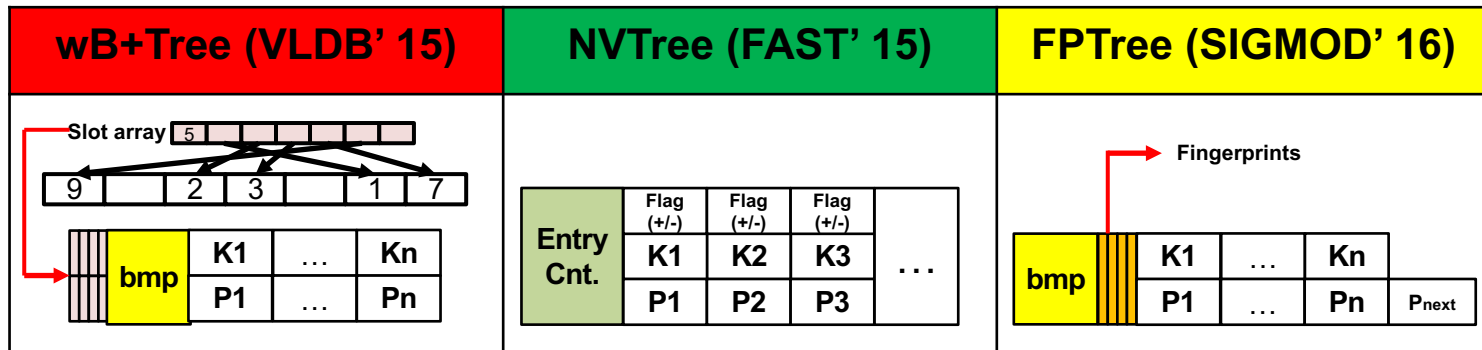 wB+Tree (VLDB' 15)
NVTree (FAST' 15)
FPTree (SIGMOD' 16)
Slot array
5
9 2 3 1 7
bmp
K1 ... Kn
P1 ... Pn
Entry
Cnt.
Flag
(+/-)
Flag
(+/-)
Flag
(+/-)
K1 K2 K3
P1 P2 P3
...
Fingerprints
bmp
K1 ... Kn
P1 ... Pn Pnext